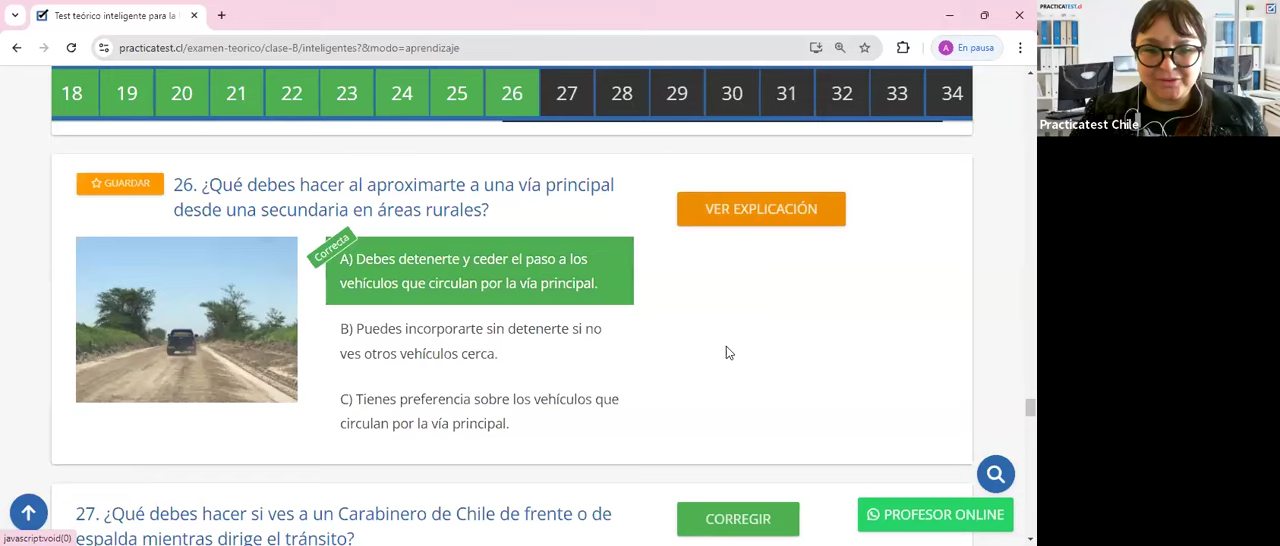 Test teórico inteligente para la l
practicatest.cl/examen-teorico/clase-B/inteligentes?&modo=aprendizaje
A En pausa
PRACTICATEST.cl
Practicatest Chile
18 19 20 21 22 23 24 25 26 27 28 29 30 31 32 33 34
GUARDAR
26. ¿Qué debes hacer al aproximarte a una vía principal
desde una secundaria en áreas rurales?
VER EXPLICACIÓN
Correcta
A) Debes detenerte y ceder el paso a los
vehículos que circulan por la vía principal.
B) Puedes incorporarte sin detenerte si no
ves otros vehículos cerca.
C) Tienes preferencia sobre los vehículos que
circulan por la vía principal.
27. ¿Qué debes hacer si ves a un Carabinero de Chile de frente o de
espalda mientras dirige el tránsito?
CORREGIR
PROFESOR ONLINE
javascript:void(0)